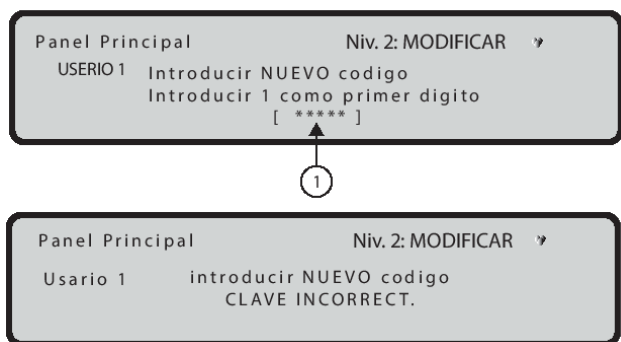 Panel Principal Niv. 2: MODIFICAR
USERIO 1 Introducir NUEVO codigo
Introducir 1 como primer digito
[ ***** ]
1
Panel Principal Niv. 2: MODIFICAR
Usario 1 introducir NUEVO codigo
CLAVE INCORRECT.